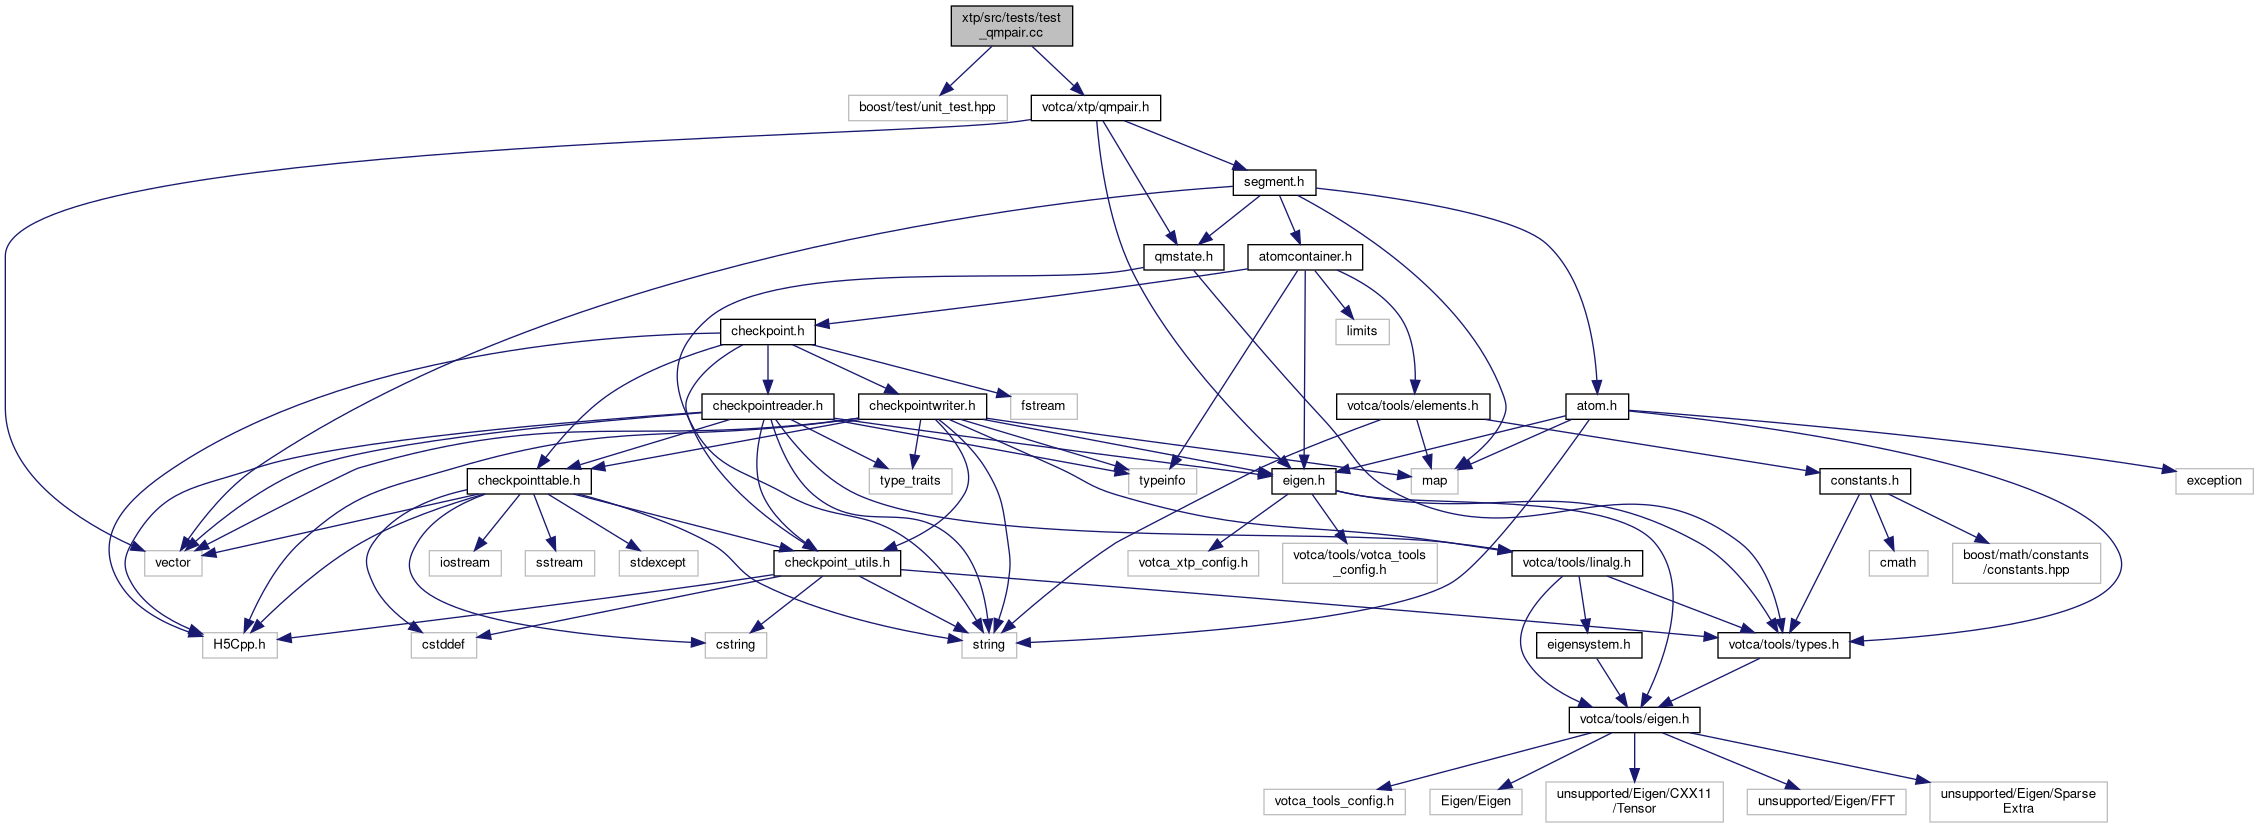 xtp/src/tests/test
_qmpair.cc
boost/test/unit_test.hpp
votca/xtp/qmpair.h
segment.h
qmstate.h
atomcontainer.h
checkpoint.h
limits
checkpointreader.h
checkpointwriter.h
fstream
votca/tools/elements.h
atom.h
checkpointtable.h
type_traits
typeinfo
eigen.h
map
constants.h
exception
vector
iostream
sstream
stdexcept
checkpoint_utils.h
votca_xtp_config.h
votca/tools/votca_tools
_config.h
votca/tools/linalg.h
cmath
boost/math/constants
/constants.hpp
H5Cpp.h
cstddef
cstring
string
eigensystem.h
votca/tools/types.h
votca/tools/eigen.h
votca_tools_config.h
Eigen/Eigen
unsupported/Eigen/CXX11
/Tensor
unsupported/Eigen/FFT
unsupported/Eigen/Sparse
Extra